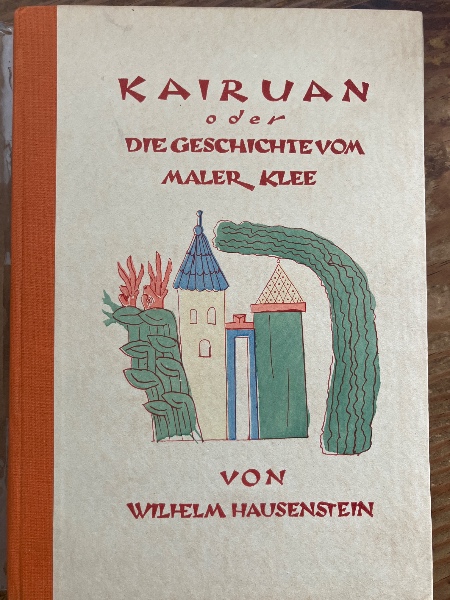 KAIRUAN
oder
DIE GESCHICHTE VOM
MALER KLEE
VON
WILHELM HAUSENSTEIN